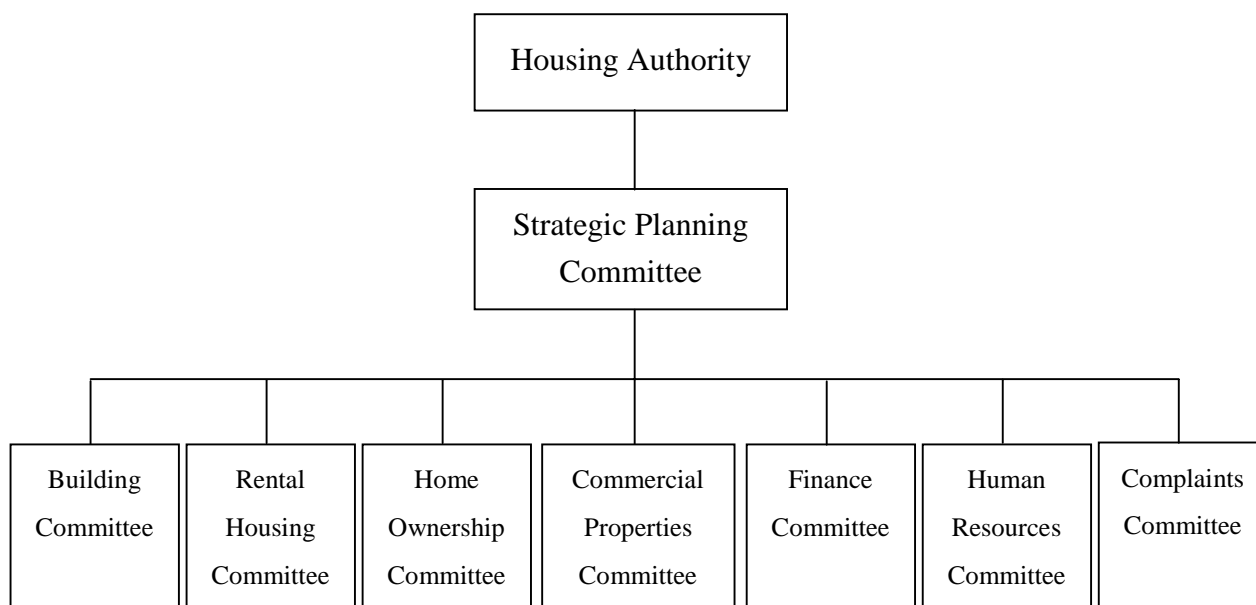 Housing Authority
Strategic Planning
Committee
Building
Committee
Rental
Housing
Committee
Home
Ownership
Committee
Commercial
Properties
Committee
Finance
Committee
Human
Resources
Committee
Complaints
Committee